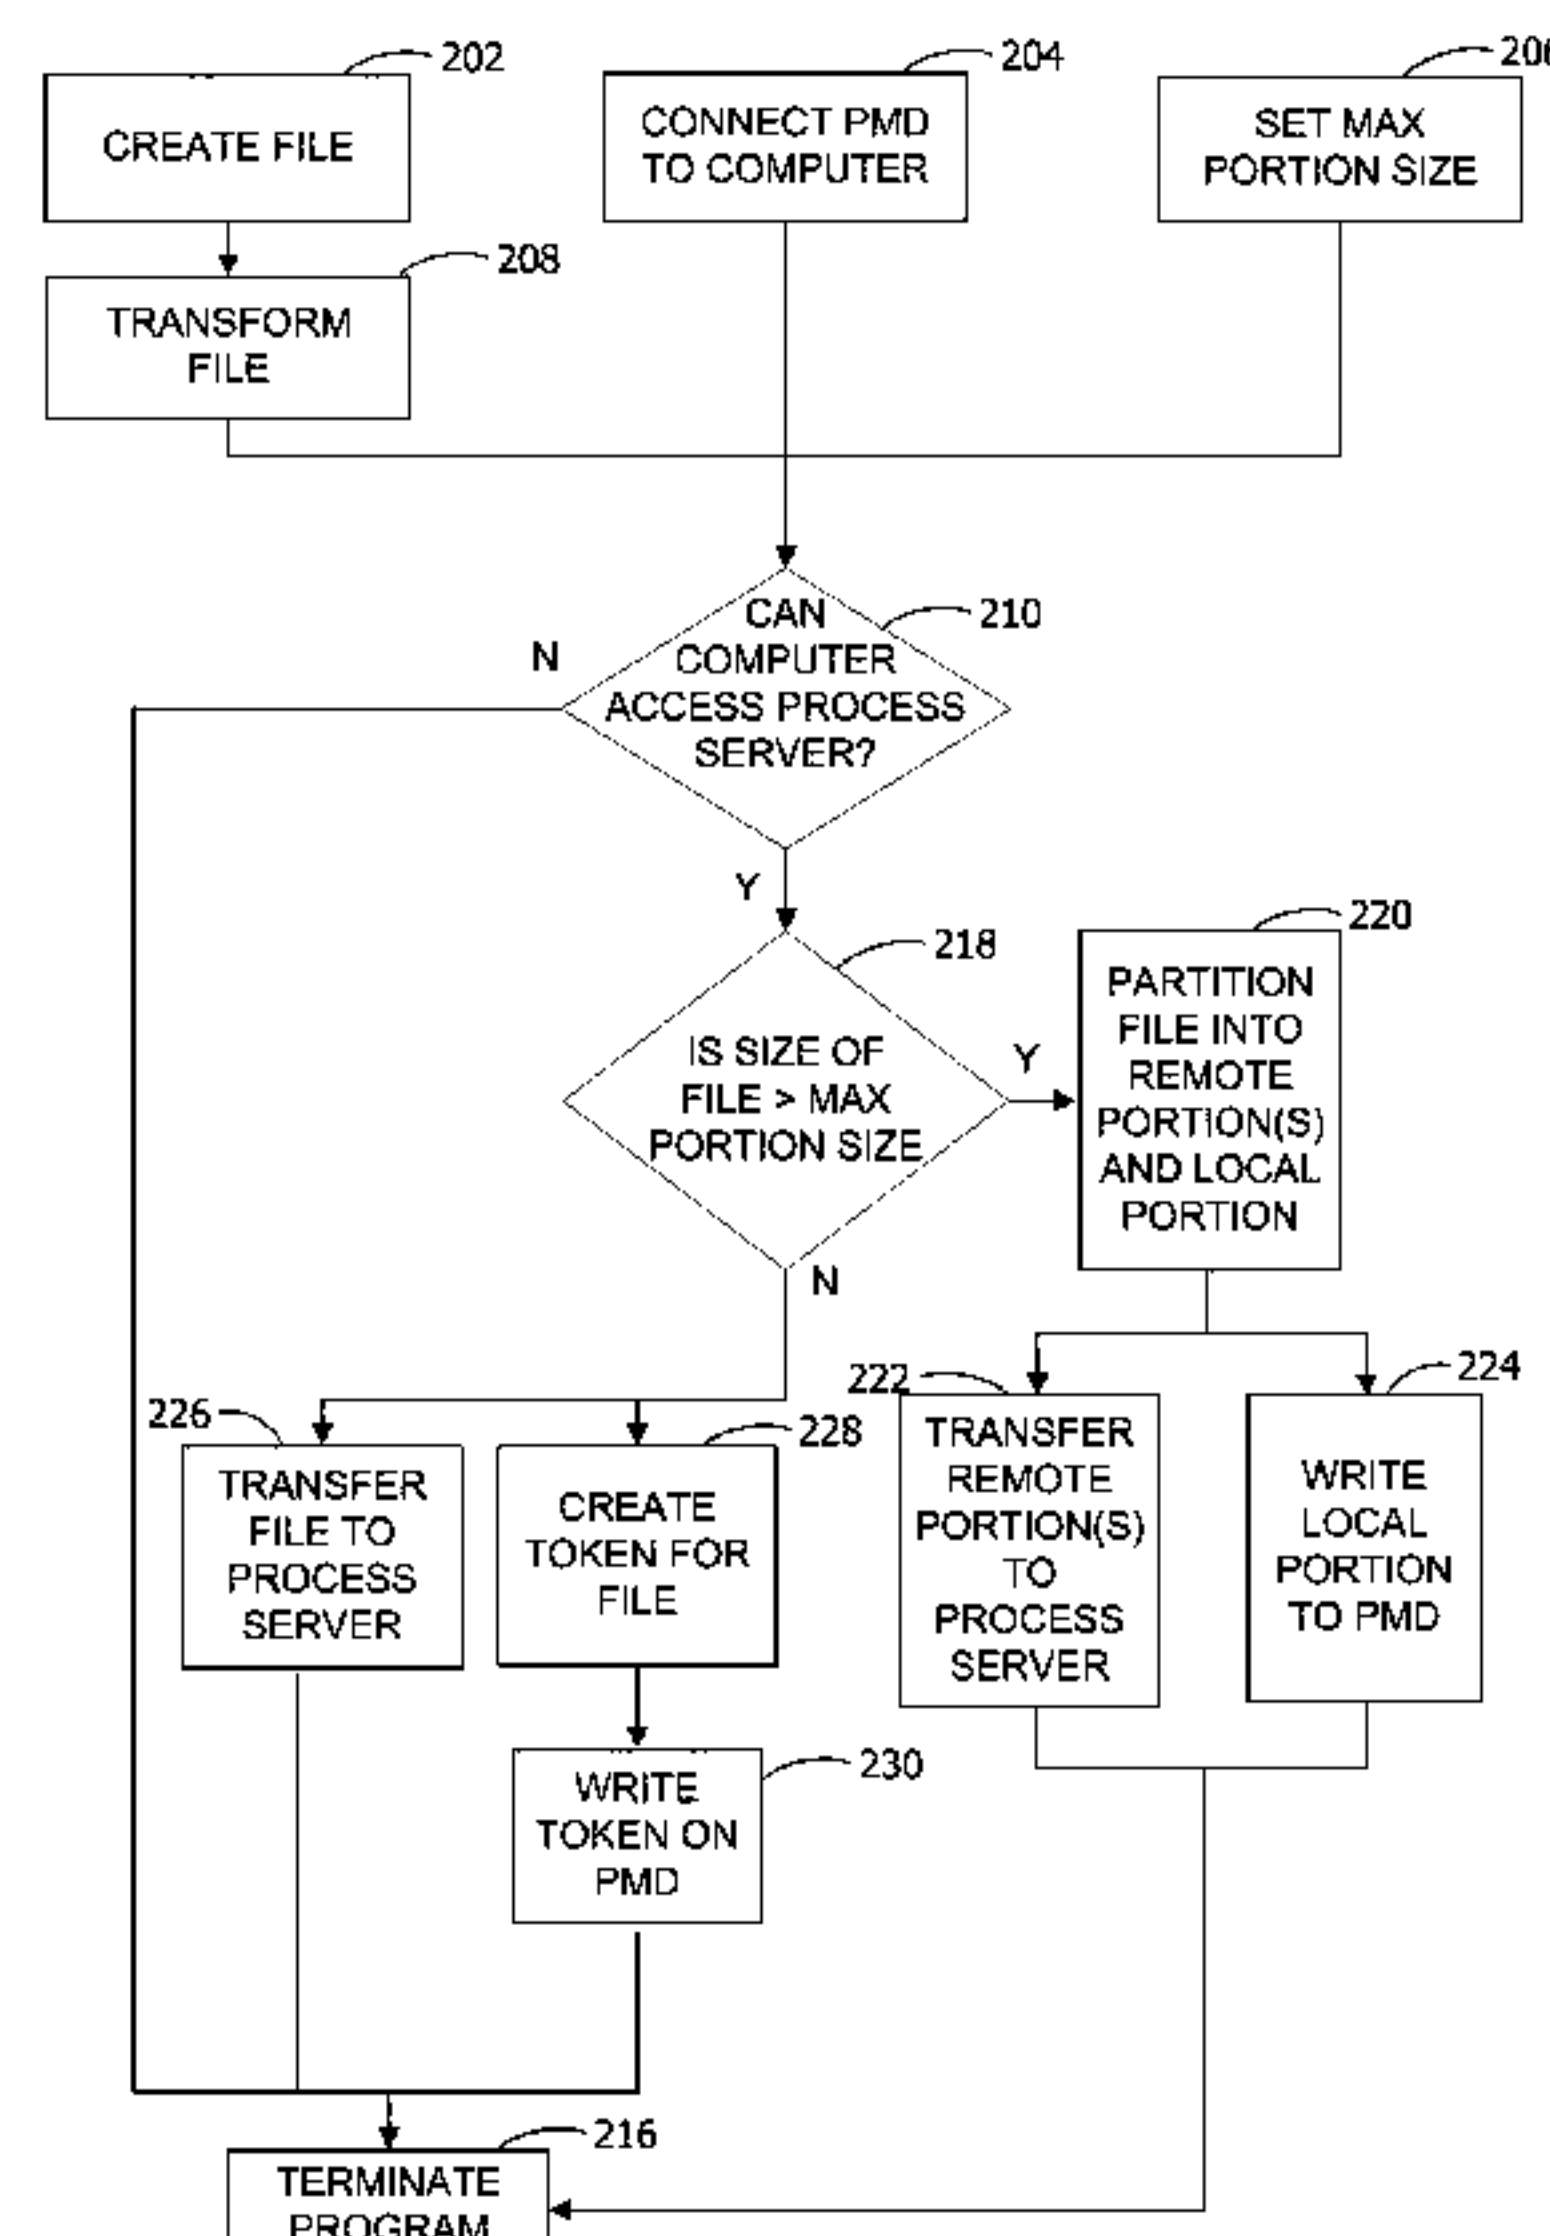 202
CREATE FILE
204
CONNECT PMD
TO COMPUTER
SET MAX
PORTION SIZE
208
TRANSFORM
FILE
210
CAN
COMPUTER
ACCESS PROCESS
SERVER?
N
Y
218
IS SIZE OF
FILE > MAX
PORTION SIZE
Y
N
220
PARTITION
FILE INTO
REMOTE
PORTION(S)
AND LOCAL
PORTION
222
TRANSFER
REMOTE
PORTION(S)
TO
PROCESS
SERVER
224
WRITE
LOCAL
PORTION
TO PMD
226
TRANSFER
FILE TO
PROCESS
SERVER
228
CREATE
TOKEN FOR
FILE
230
WRITE
TOKEN ON
PMD
216
TERMINATE
PROGRAM